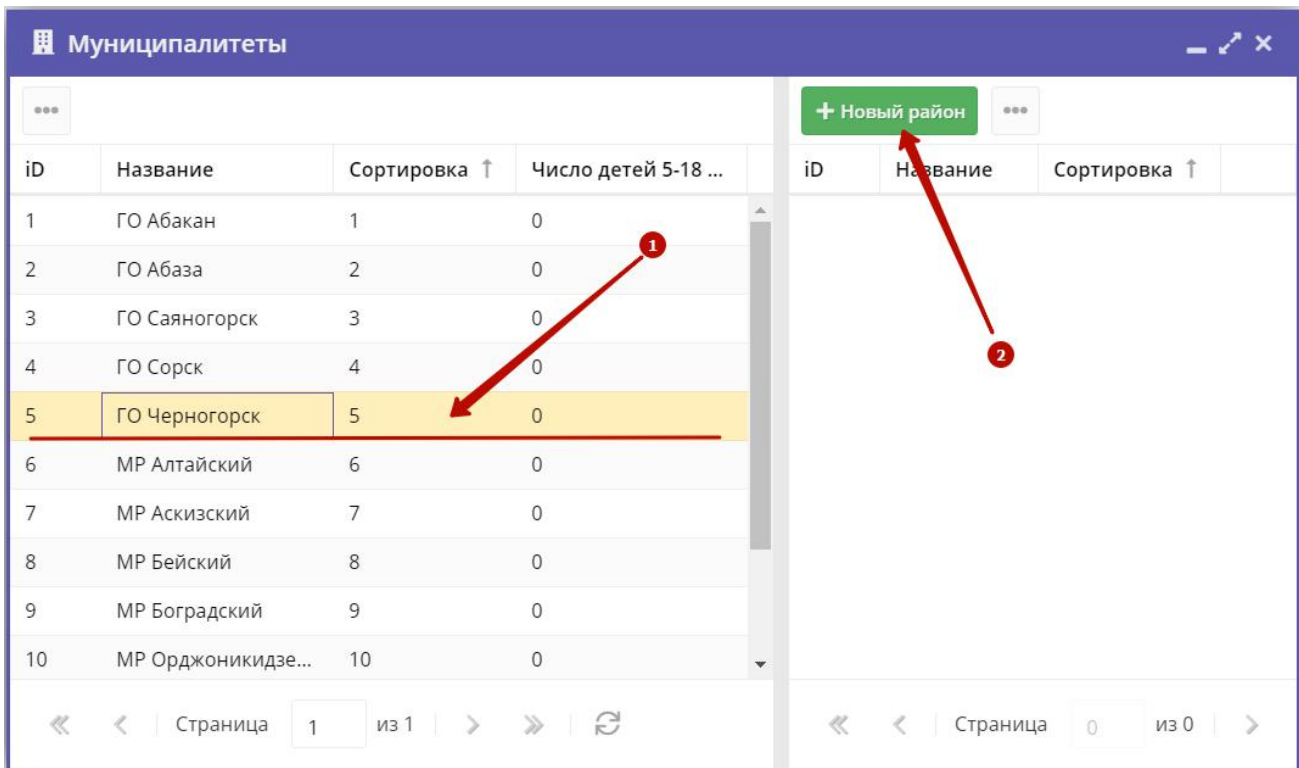 Муниципалитеты
+ Новый район
iD Название Сортировка ↑ Число детей 5-18 ...
iD Название Сортировка ↑
1 ГО Абакан 1 0
1
2 ГО Абаза 2 0
3 ГО Саяногорск 3 0
2
4 ГО Сорск 4 0
5 ГО Черногорск 5 0
6 МР Алтайский 6 0
7 МР Аскизский 7 0
8 МР Бейский 8 0
9 МР Боградский 9 0
10 МР Орджоникидзе... 10 0
Страница 1 из 1
Страница 0 из 0